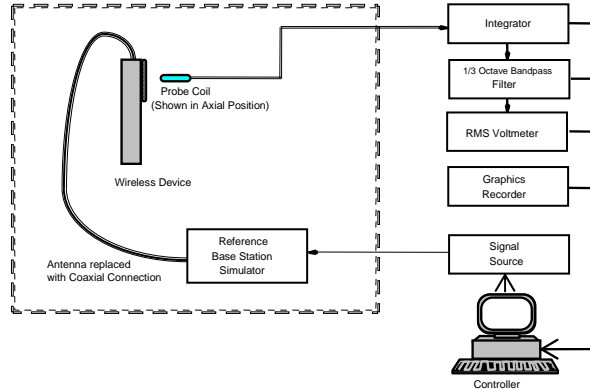 Integrator
1/3 Octave Bandpass
Filter
RMS Voltmeter
Graphics
Recorder
Probe Coil
(Shown in Axial Position)
Wireless Device
Reference
Base Station
Simulator
Signal
Source
Antenna replaced
with Coaxial Connection
Controller